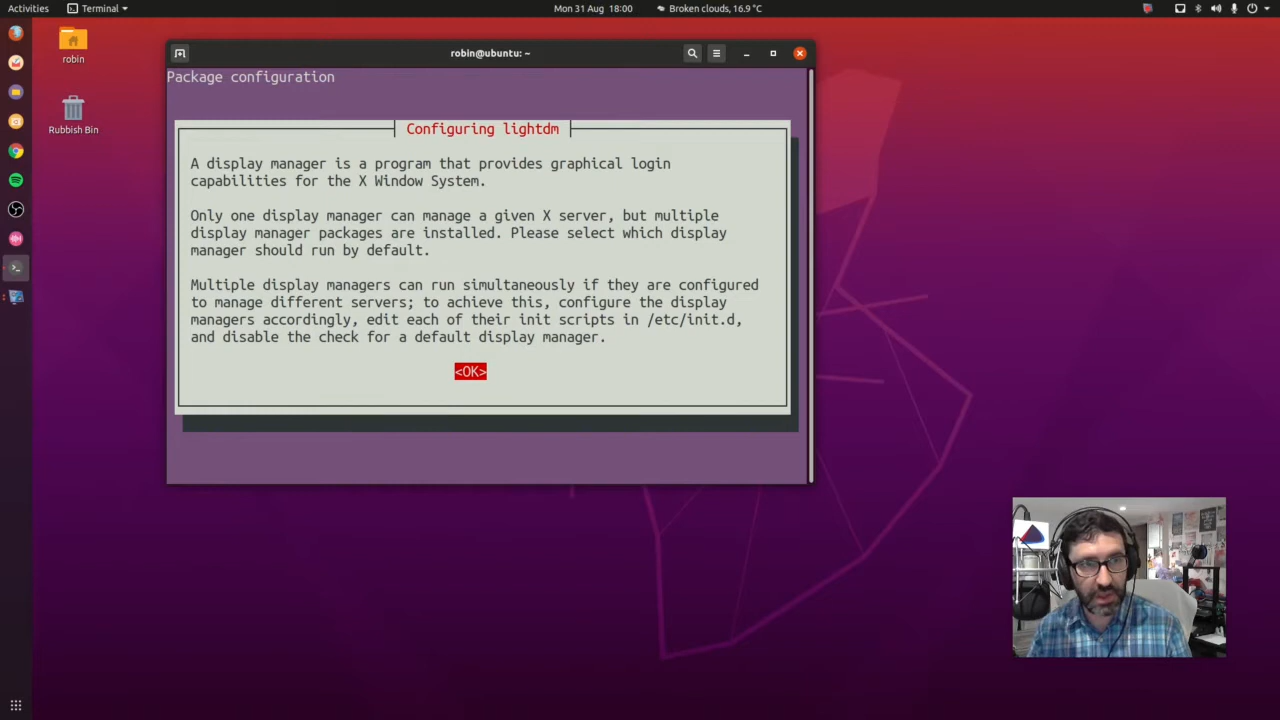 Activities
Terminal
Mon 31 Aug 18:00
Broken clouds, 16.9 °C
robin
Rubbish Bin
robin@ubuntu: ~
Package configuration
Configuring lightdm
A display manager is a program that provides graphical login
capabilities for the X Window System.
Only one display manager can manage a given X server, but multiple
display manager packages are installed. Please select which display
manager should run by default.
Multiple display managers can run simultaneously if they are configured
to manage different servers; to achieve this, configure the display
managers accordingly, edit each of their init scripts in /etc/init.d,
and disable the check for a default display manager.
<OK>